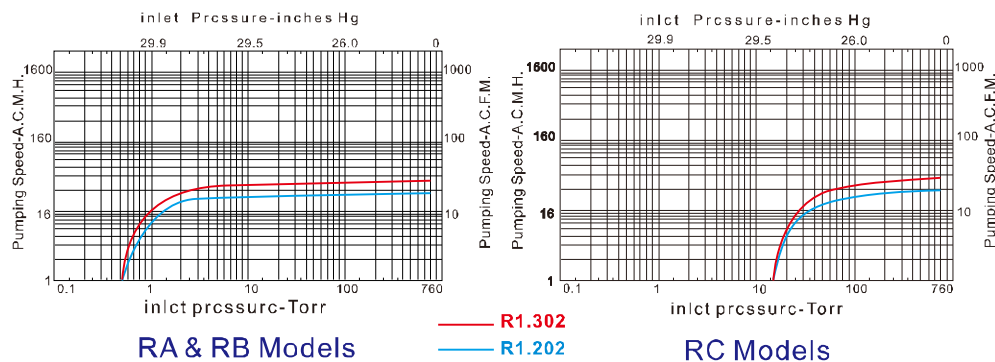 inlet Prcssure-inches Hg
29.9 29.5 26.0 0
1600 1000
160 100
16 10
1
Pumping Speed-A.C.M.H.
Pumping Speed-A.C.F.M.
0.1 1 10 100 760
inlct prcssurc-Torr
RA & RB Models
inlct Prcssure-inches Hg
29.9 29.5 26.0 0
1600 1000
160 100
16 10
1
Pumping Speed-A.C.M.H.
Pumping Speed-A.C.F.M.
0.1 1 10 100 760
inlct prcssurc-Torr
RC Models
R1.302
R1.202